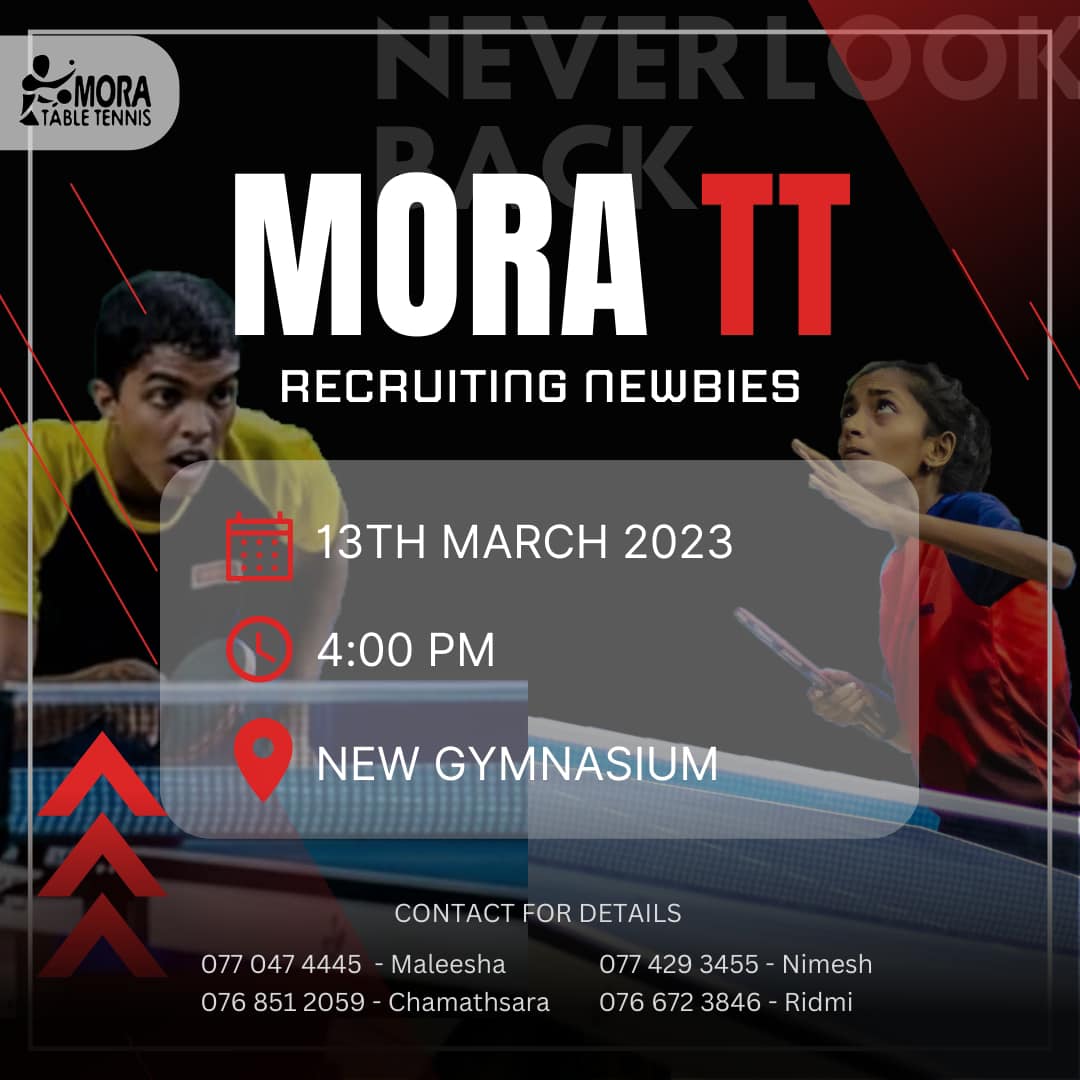 NEVER LOOK
BACK
MORA
TABLE TENNIS
MORA TT
RECRUITING NEWBIES
13TH MARCH 2023
4:00 PM
NEW GYMNASIUM
CONTACT FOR DETAILS
077 047 4445 - Maleesha
077 429 3455 - Nimesh
076 851 2059 - Chamathsara
076 672 3846 - Ridmi